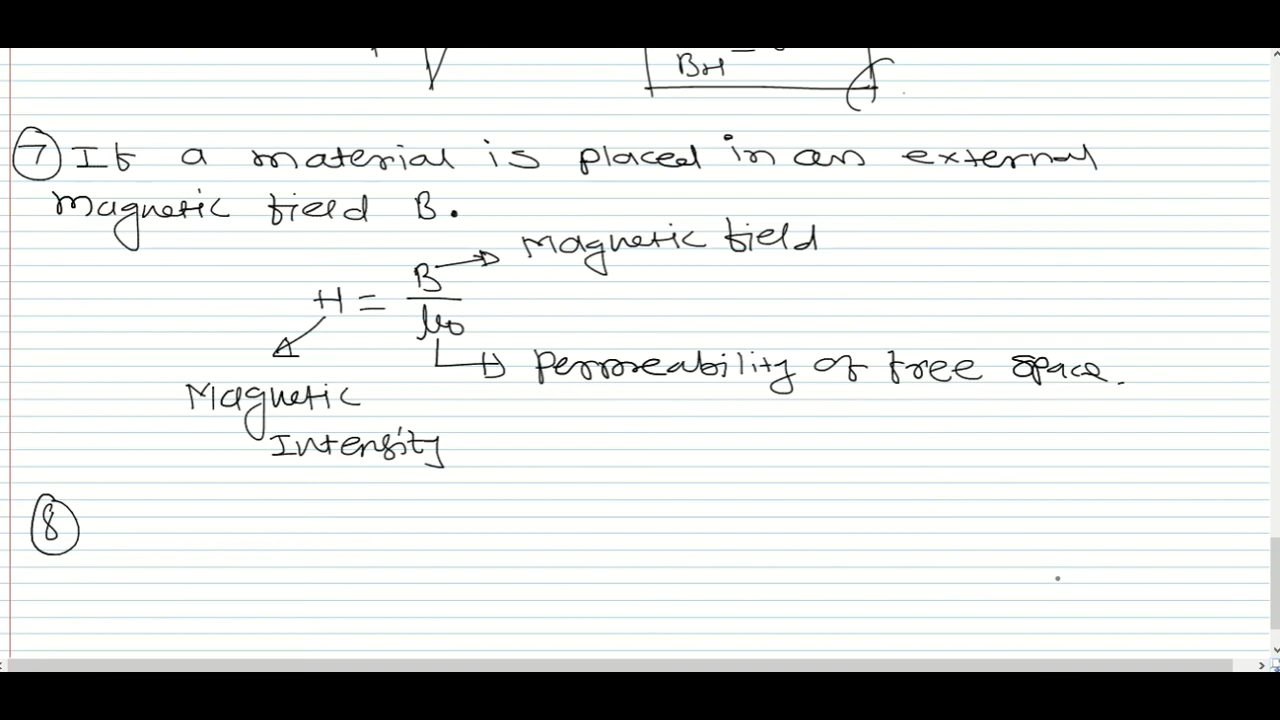 BH =
7 If a material is placed in an external
magnetic field B.
Magnetic field
H = B/μ0
Permeability of free space.
Magnetic
Intensity
8